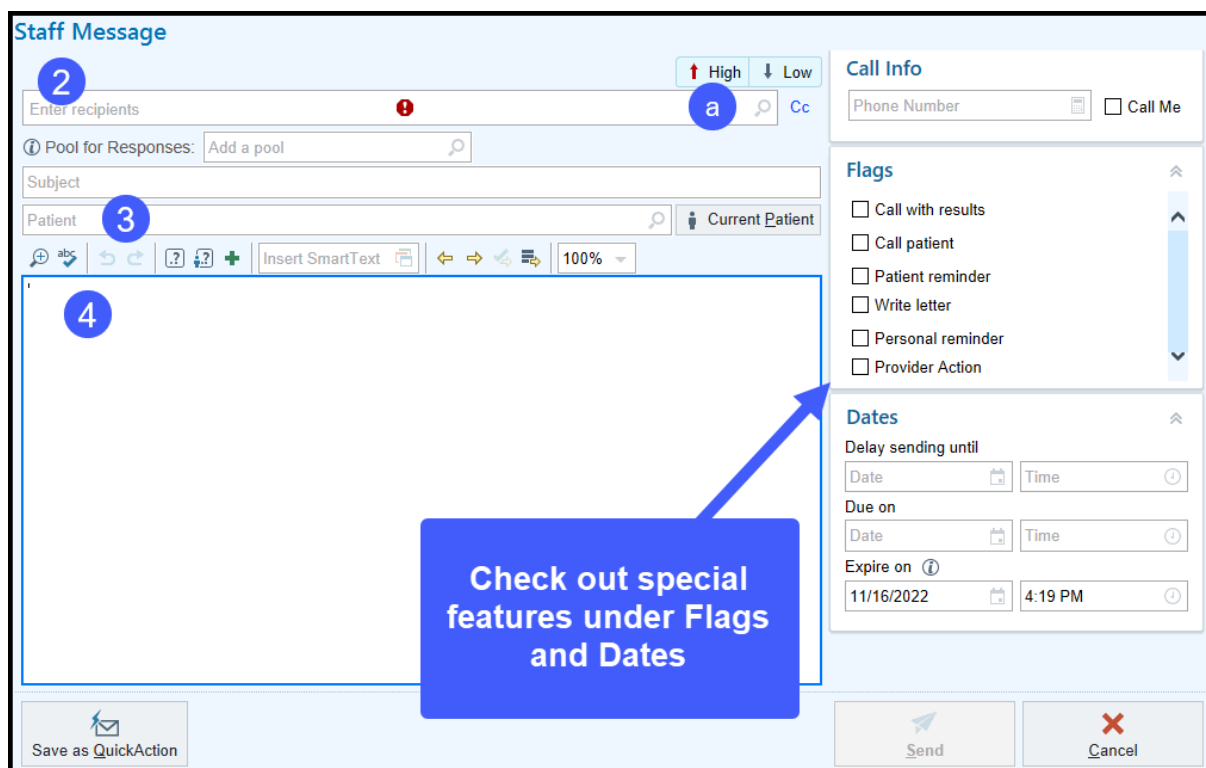 Staff Message
2
High
Low
Enter recipients
a
Cc
Pool for Responses:
Add a pool
Subject
Patient
3
Current Patient
abc
.?
.?
Insert SmartText
100%
4
Call Info
Phone Number
Call Me
Flags
Call with results
Call patient
Patient reminder
Write letter
Personal reminder
Provider Action
Dates
Delay sending until
Date
Time
Due on
Date
Time
Expire on
11/16/2022
4:19 PM
Check out special
features under Flags
and Dates
Save as QuickAction
Send
Cancel